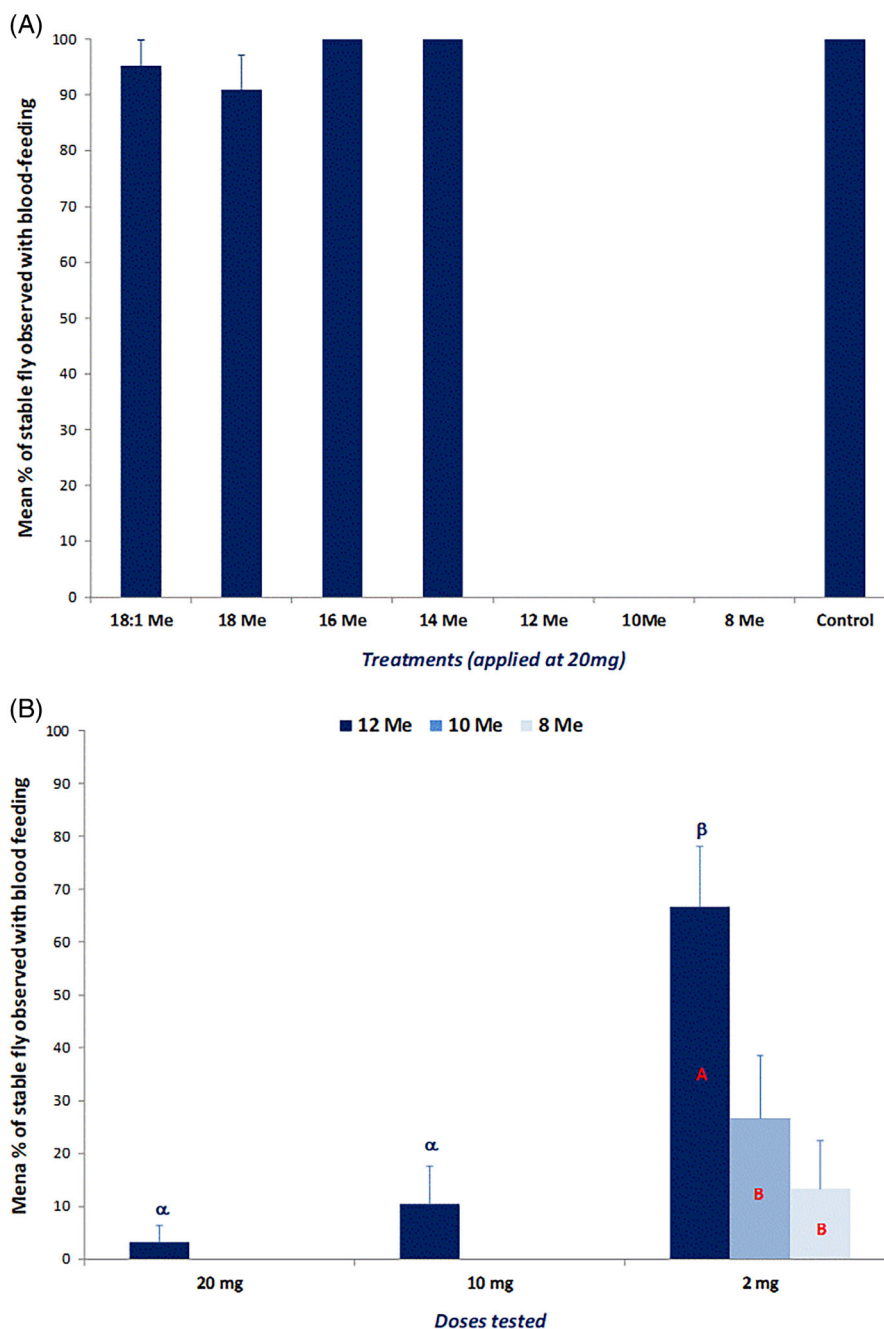 (A)
Mean % of stable fly observed with blood-feeding
100
90
80
70
60
50
40
30
20
10
0
18:1 Me 18 Me 16 Me 14 Me 12 Me 10Me 8 Me Control
Treatments (applied at 20mg)
(B)
Mena % of stable fly observed with blood feeding
12 Me 10 Me 8 Me
100
90
80
70
60
50
40
30
20
10
0
α
α
β
A
B
B
20 mg 10 mg 2 mg
Doses tested